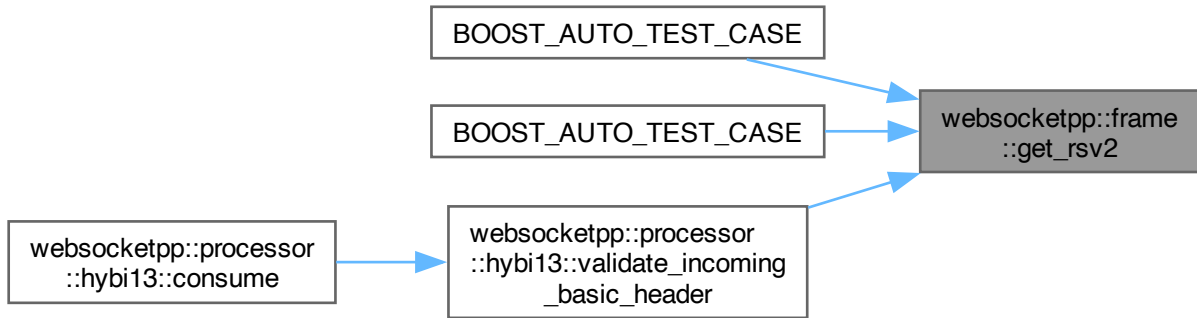 BOOST_AUTO_TEST_CASE
BOOST_AUTO_TEST_CASE
websocketpp::frame
::get_rsv2
websocketpp::processor
::hybi13::validate_incoming
_basic_header
websocketpp::processor
::hybi13::consume